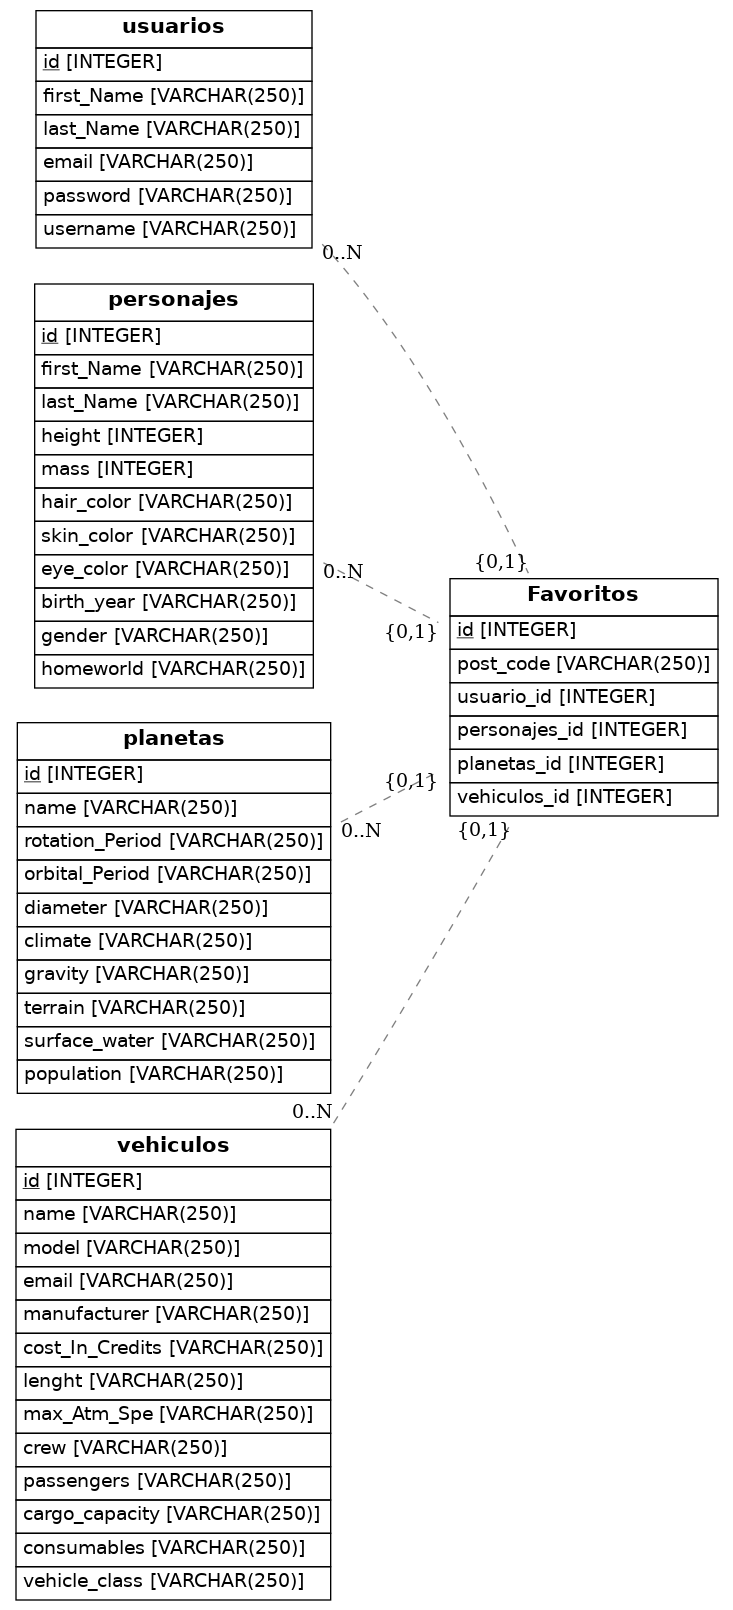 usuarios
id [INTEGER]
first_Name [VARCHAR(250)]
last_Name [VARCHAR(250)]
email [VARCHAR(250)]
password [VARCHAR(250)]
username [VARCHAR(250)]
0..N
personajes
id [INTEGER]
first_Name [VARCHAR(250)]
last_Name [VARCHAR(250)]
height [INTEGER]
mass [INTEGER]
hair_color [VARCHAR(250)]
skin_color [VARCHAR(250)]
eye_color [VARCHAR(250)]
birth_year [VARCHAR(250)]
gender [VARCHAR(250)]
homeworld [VARCHAR(250)]
0..N
{0,1}
{0,1}
Favoritos
id [INTEGER]
post_code [VARCHAR(250)]
usuario_id [INTEGER]
personajes_id [INTEGER]
planetas_id [INTEGER]
vehiculos_id [INTEGER]
{0,1}
{0,1}
planetas
id [INTEGER]
name [VARCHAR(250)]
rotation_Period [VARCHAR(250)]
orbital_Period [VARCHAR(250)]
diameter [VARCHAR(250)]
climate [VARCHAR(250)]
gravity [VARCHAR(250)]
terrain [VARCHAR(250)]
surface_water [VARCHAR(250)]
population [VARCHAR(250)]
0..N
0..N
vehiculos
id [INTEGER]
name [VARCHAR(250)]
model [VARCHAR(250)]
email [VARCHAR(250)]
manufacturer [VARCHAR(250)]
cost_In_Credits [VARCHAR(250)]
lenght [VARCHAR(250)]
max_Atm_Spe [VARCHAR(250)]
crew [VARCHAR(250)]
passengers [VARCHAR(250)]
cargo_capacity [VARCHAR(250)]
consumables [VARCHAR(250)]
vehicle_class [VARCHAR(250)]